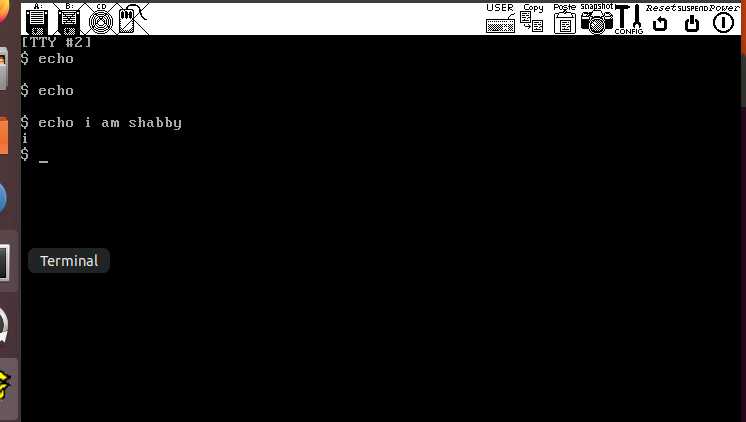 A: B: CD USER Copy Paste snapshot CONFIG Reset SUSPEND Power
[TTY #2]
$ echo
$ echo
$ echo i am shabby
i
$ _
Terminal